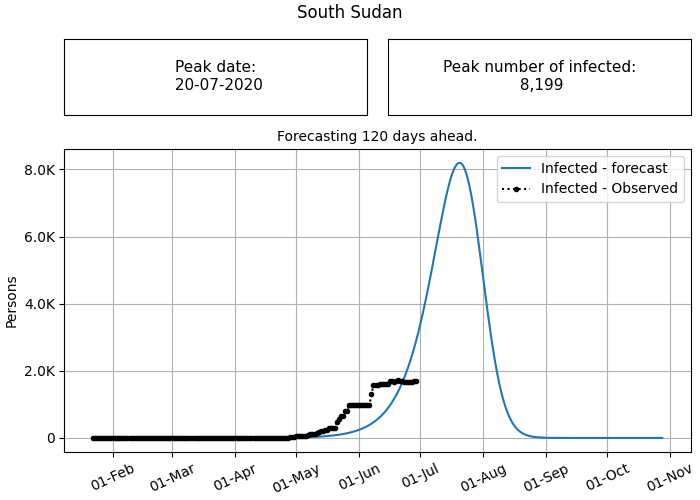 South Sudan
Peak date:
20-07-2020
Peak number of infected:
8,199
Forecasting 120 days ahead.
Infected - forecast
Infected - Observed
8.0K
6.0K
4.0K
2.0K
0
Persons
01-Feb
01-Mar
01-Apr
01-May
01-Jun
01-Jul
01-Aug
01-Sep
01-Oct
01-Nov